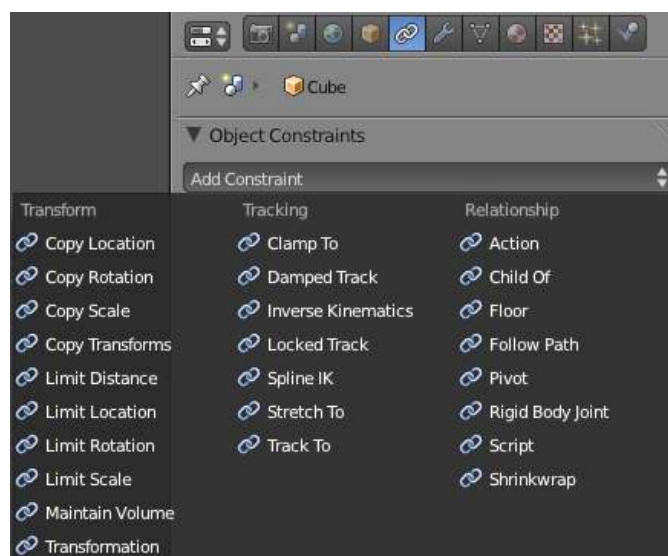 Cube
Object Constraints
Add Constraint
Transform
Copy Location
Copy Rotation
Copy Scale
Copy Transforms
Limit Distance
Limit Location
Limit Rotation
Limit Scale
Maintain Volume
Transformation
Tracking
Clamp To
Damped Track
Inverse Kinematics
Locked Track
Spline IK
Stretch To
Track To
Relationship
Action
Child Of
Floor
Follow Path
Pivot
Rigid Body Joint
Script
Shrinkwrap